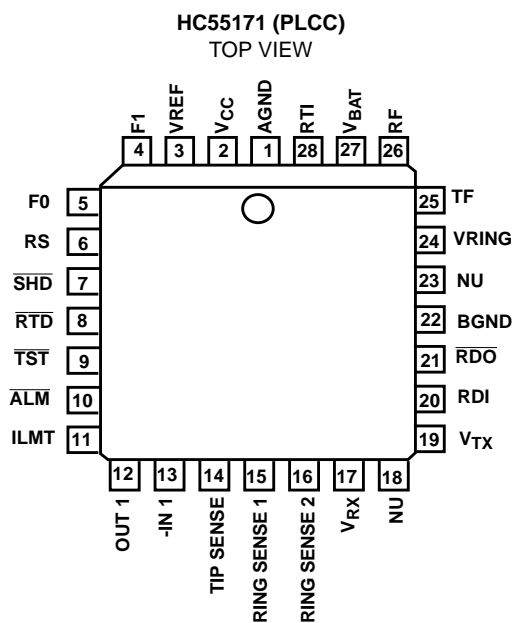 HC55171 (PLCC)
TOP VIEW
F1
VREF
VCC
AGND
RTI
VBAT
RF
4
3
2
1
28
27
26
F0 5
RS 6
SHD 7
RTD 8
TST 9
ALM 10
ILMT 11
25 TF
24 VRING
23 NU
22 BGND
21 RDO
20 RDI
19 VTX
12
13
14
15
16
17
18
OUT 1
-IN 1
TIP SENSE
RING SENSE 1
RING SENSE 2
VRX
NU